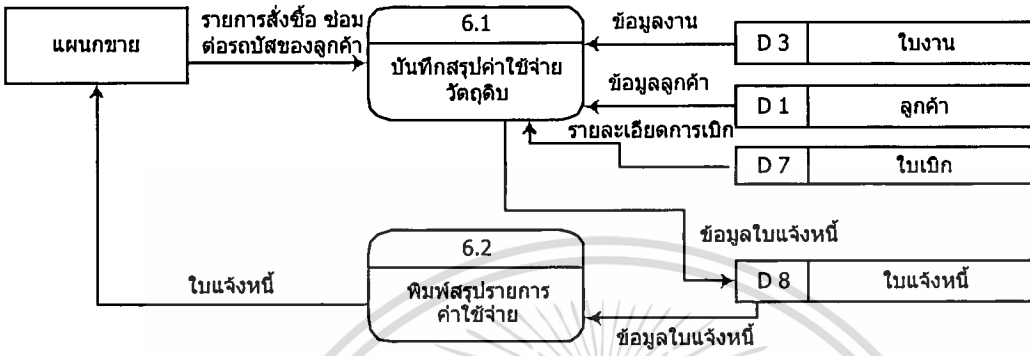 รายการสั่งซื้อ ซ่อม
ต่อรถบัสของลูกค้า
แผนกขาย
6.1
บันทึกสรุปค่าใช้จ่าย
วัตถุดิบ
ข้อมูลงาน
D 3
ใบงาน
ข้อมูลลูกค้า
D 1
ลูกค้า
รายละเอียดการเบิก
D 7
ใบเบิก
ข้อมูลใบแจ้งหนี้
6.2
พิมพ์สรุปรายการ
ค่าใช้จ่าย
ใบแจ้งหนี้
D 8
ใบแจ้งหนี้
ข้อมูลใบแจ้งหนี้